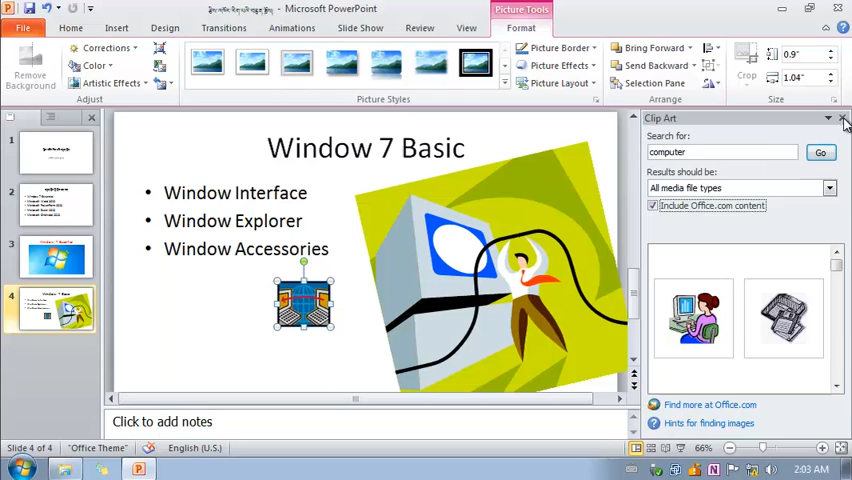 Microsoft PowerPoint
Picture Tools
File
Home
Insert
Design
Transitions
Animations
Slide Show
Review
View
Format
Remove Background
Corrections
Color
Artistic Effects
Adjust
Picture Styles
Picture Border
Picture Effects
Picture Layout
Bring Forward
Send Backward
Selection Pane
Arrange
Crop
0.9"
1.04"
Size
1
2
3
4
Window 7 Basic
• Window Interface
• Window Explorer
• Window Accessories
Click to add notes
Clip Art
Search for:
computer
Go
Results should be:
All media file types
Include Office.com content
Find more at Office.com
Hints for finding images
Slide 4 of 4
"Office Theme"
English (U.S.)
66%
2:03 AM